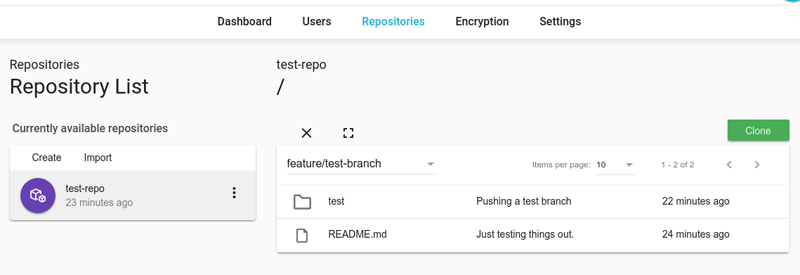 Dashboard Users Repositories Encryption Settings
Repositories
Repository List
Currently available repositories
Create Import
test-repo
23 minutes ago
test-repo
/
Clone
feature/test-branch Items per page: 10 1 - 2 of 2
test Pushing a test branch 22 minutes ago
README.md Just testing things out. 24 minutes ago